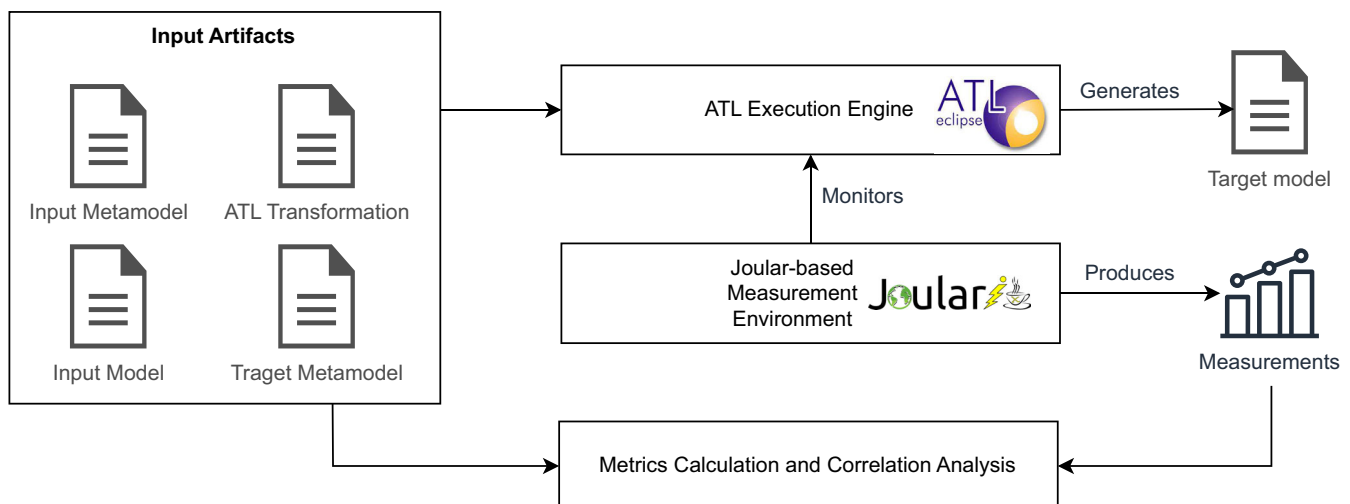 Input Artifacts
Input Metamodel
ATL Transformation
Input Model
Traget Metamodel
ATL Execution Engine
ATL
eclipse
Generates
Target model
Monitors
Joular-based
Measurement
Environment
Joular
Produces
Measurements
Metrics Calculation and Correlation Analysis